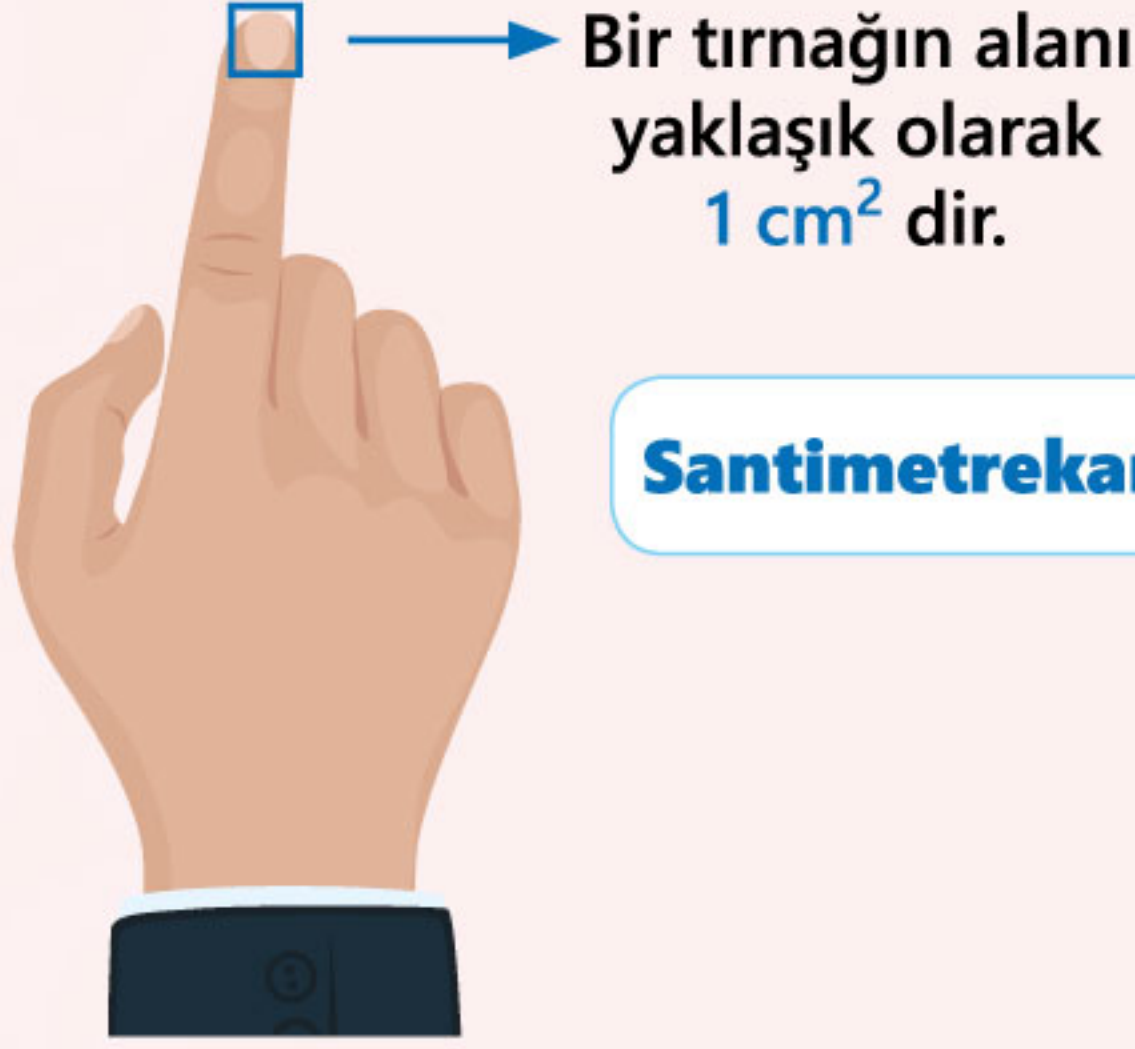 Bir tırnağın alanı
yaklaşık olarak
1 cm² dir.